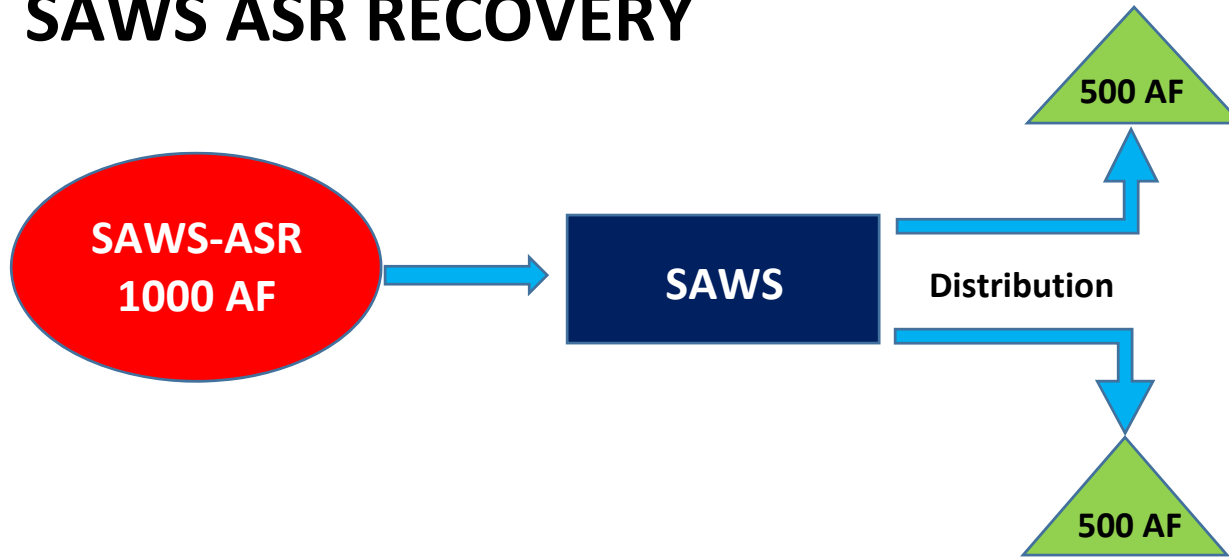 SAWS ASR RECOVERY
500 AF
SAWS-ASR
1000 AF
SAWS
Distribution
500 AF